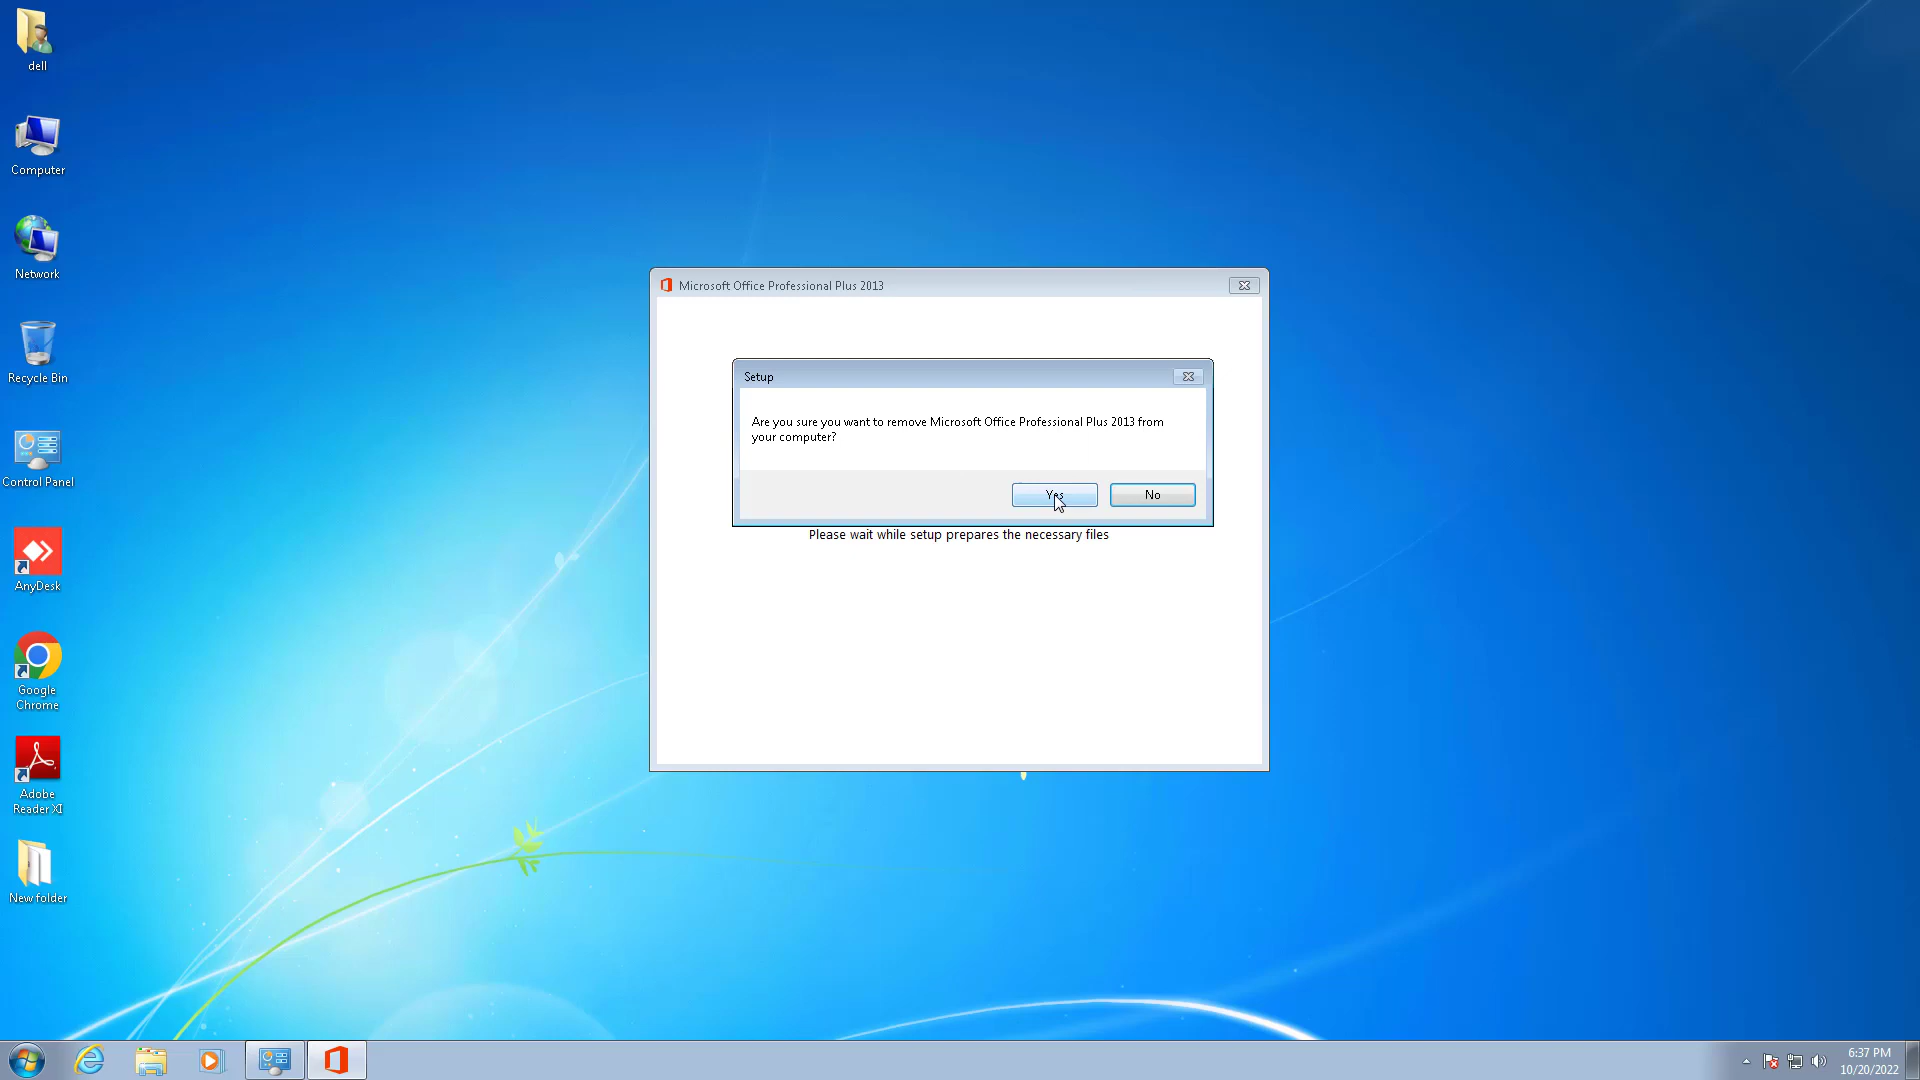 dell
Computer
Network
Recycle Bin
Control Panel
AnyDesk
Google
Chrome
Adobe
Reader XI
New folder
Microsoft Office Professional Plus 2013
Setup
Are you sure you want to remove Microsoft Office Professional Plus 2013 from
your computer?
Yes
No
Please wait while setup prepares the necessary files
6:37 PM
10/20/2022